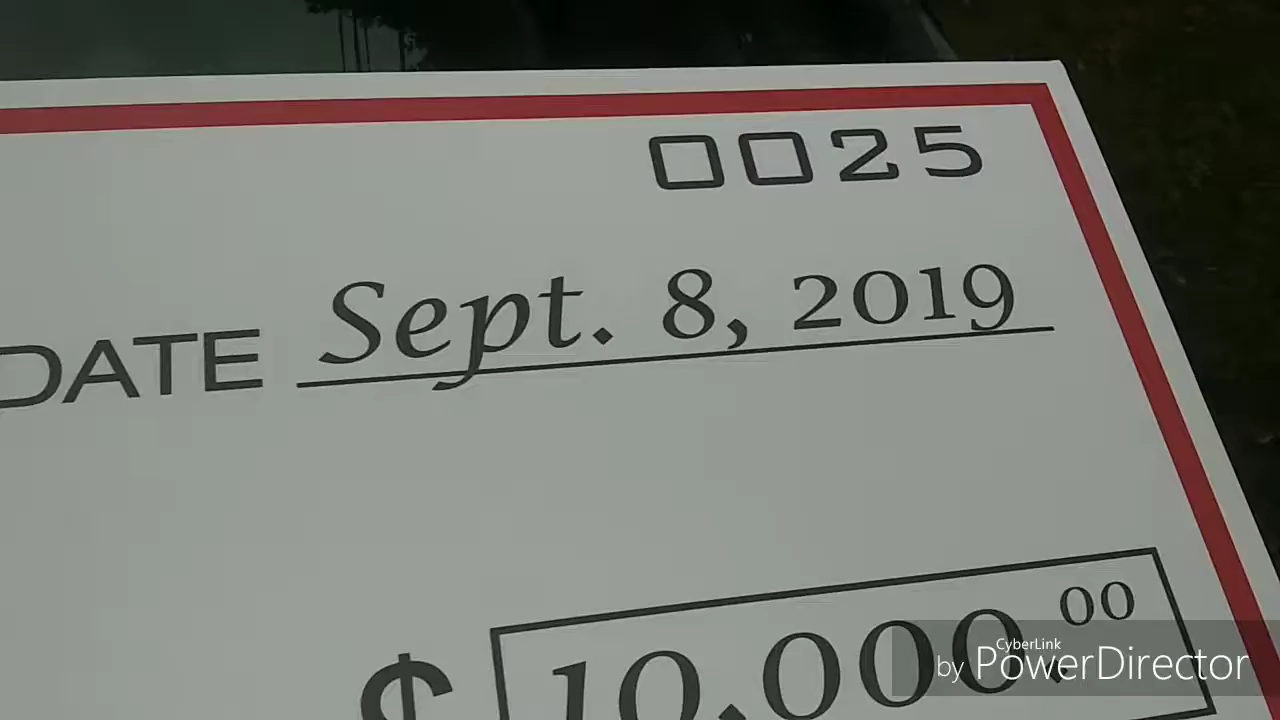 0025
DATE Sept. 8, 2019
$ 10,000.00
CyberLink
by PowerDirector